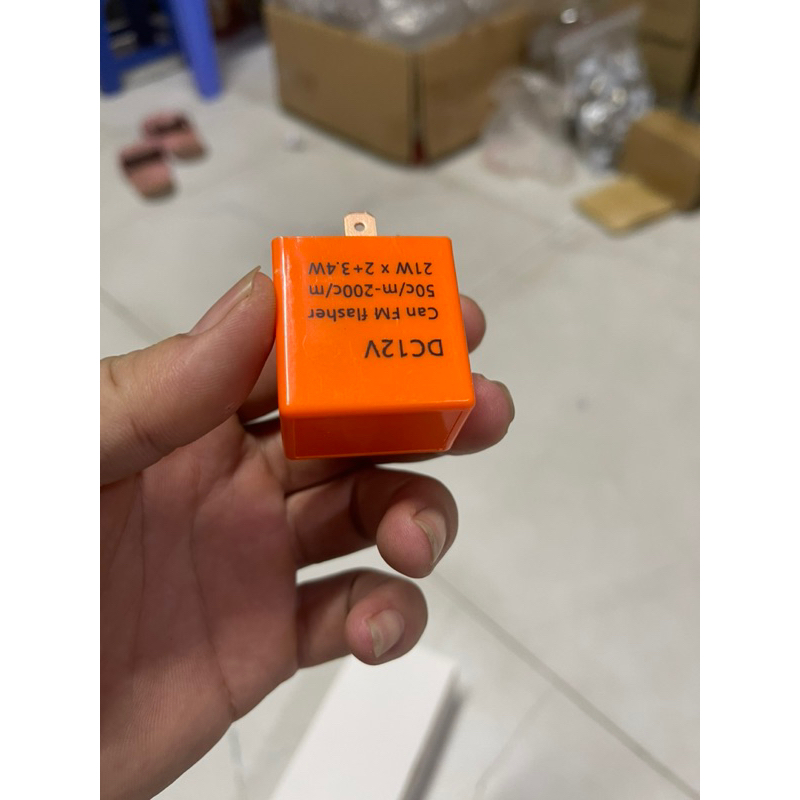 DC12V
Can FM flasher
50c/m-200c/m
21W × 2+3.4W